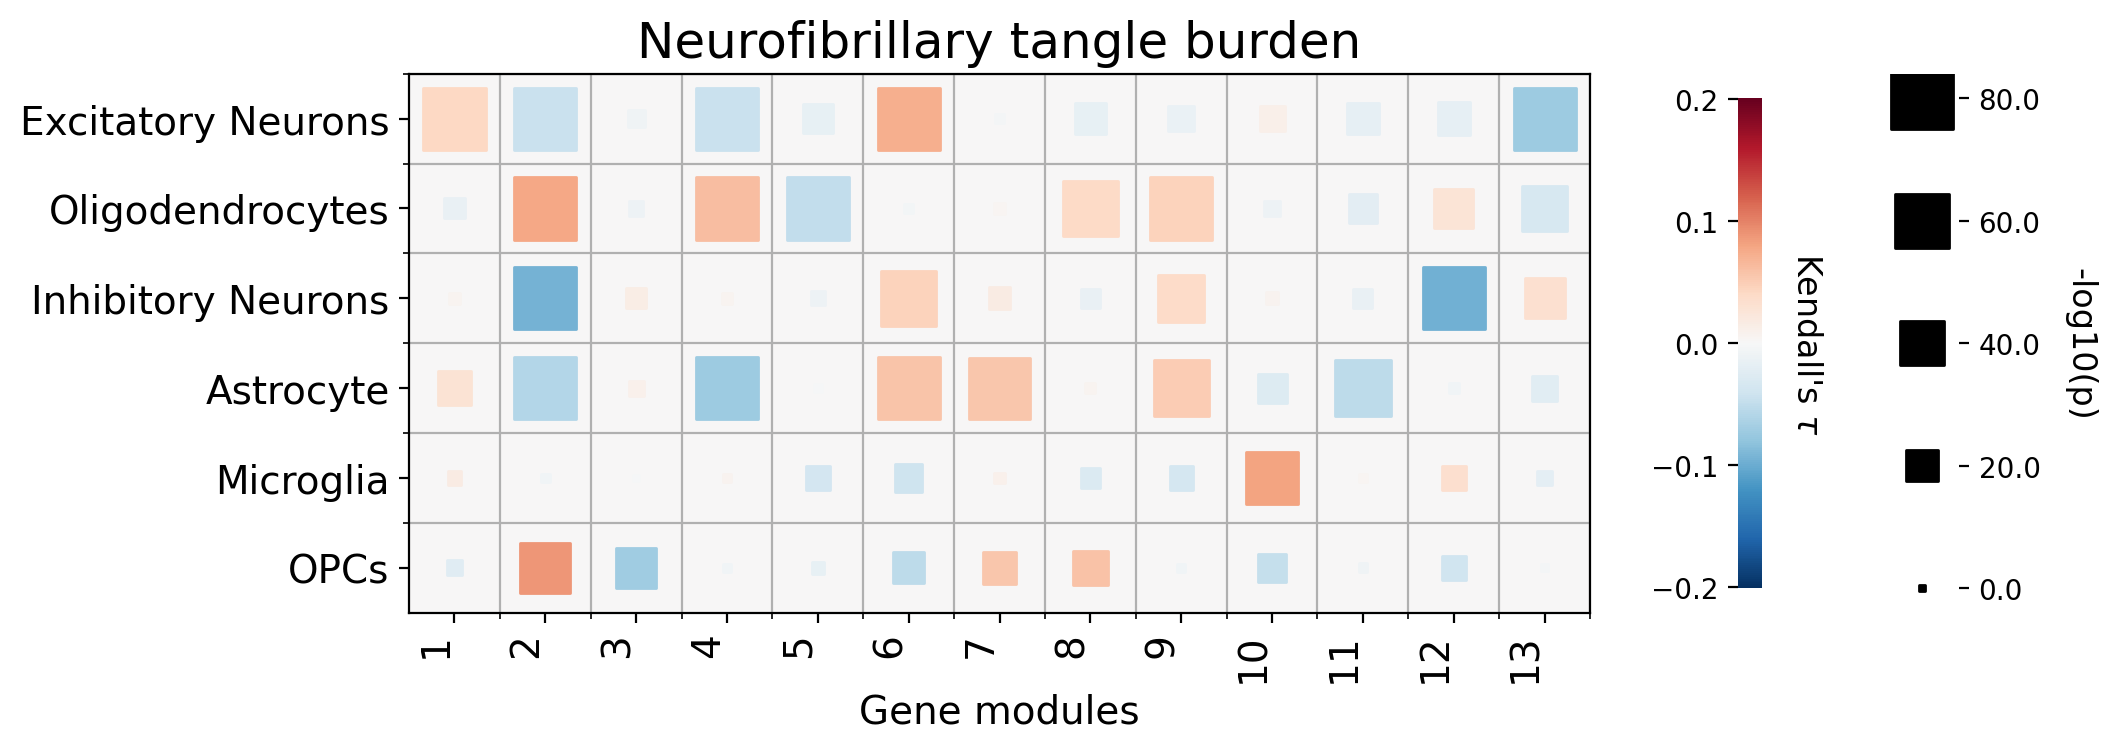 Neurofibrillary tangle burden
Excitatory Neurons
Oligodendrocytes
Inhibitory Neurons
Astrocyte
Microglia
OPCs
1 2 3 4 5 6 7 8 9 10 11 12 13
Gene modules
0.2
0.1
0.0
−0.1
−0.2
Kendall's τ
80.0
60.0
40.0
20.0
0.0
-log10(p)